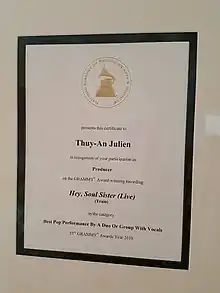 presents this certificate to
Thuy-An Julien
in recognition of your participation as
Producer
on the GRAMMY® Award-winning recording
Hey, Soul Sister (Live)
(Train)
in the category
Best Pop Performance By A Duo Or Group With Vocals
53rd GRAMMY® Awards Year 2010